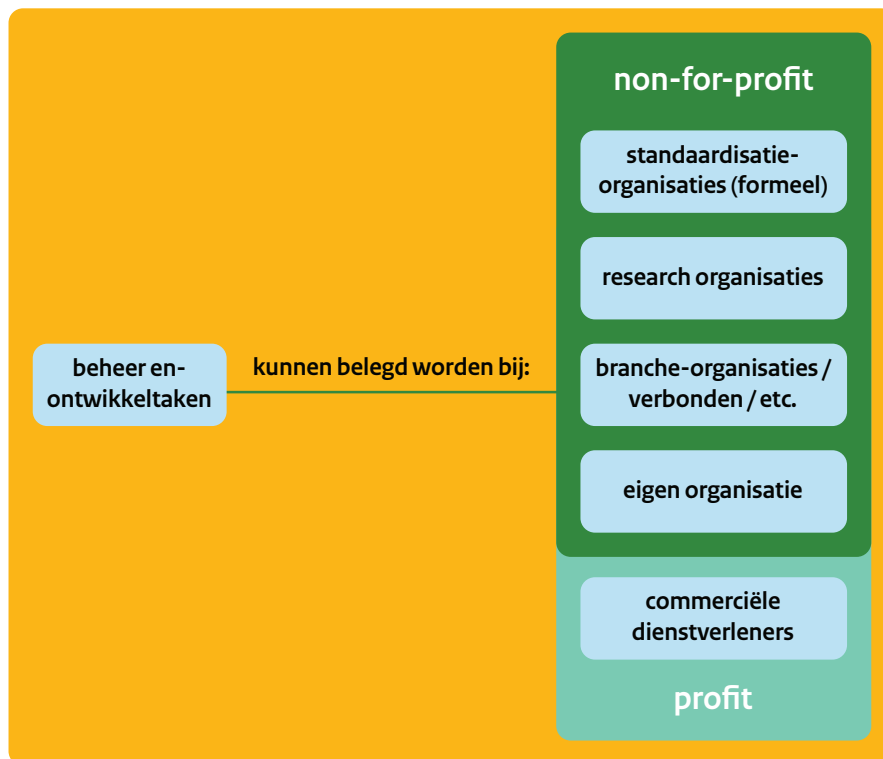 non-for-profit
standaardisatie-
organisaties (formeel)
research organisaties
beheer en-
ontwikkeltaken
kunnen belegd worden bij:
branche-organisaties /
verbonden / etc.
eigen organisatie
commerciële
dienstverleners
profit